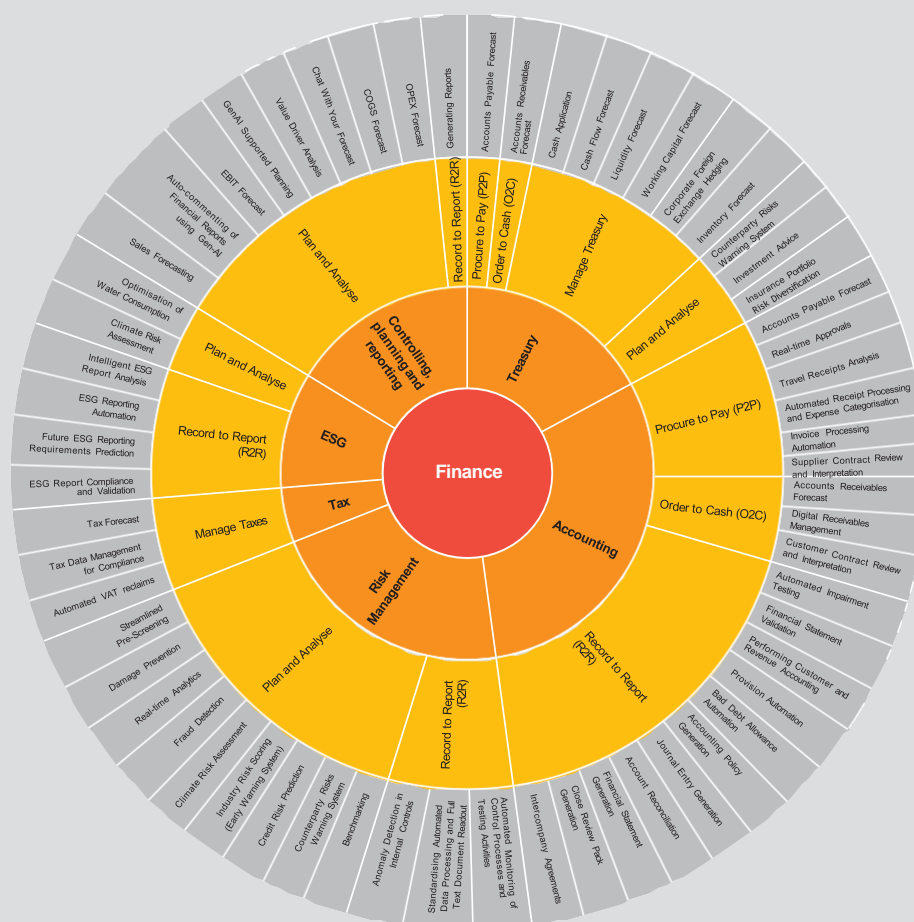 Finance
Treasury
Accounting
Risk
Management
Tax
ESG
Controlling,
planning and
reporting
Procure to Pay (P2P)
Order to Cash (O2C)
Manage Treasury
Plan and Analyse
Procure to Pay (P2P)
Order to Cash (O2C)
Record to Report
(R2R)
Record to Report
(R2R)
Plan and Analyse
Manage Taxes
Record to Report
(R2R)
Plan and Analyse
Plan and Analyse
Record to Report (R2R)
Accounts Payable Forecast
Accounts Receivables
Forecast
Cash Application
Cash Flow Forecast
Liquidity Forecast
Working Capital Forecast
Corporate Foreign
Exchange Hedging
Inventory Forecast
Counterparty Risks
Warning System
Investment Advice
Insurance Portfolio
Risk Diversification
Accounts Payable Forecast
Real-time Approvals
Travel Receipts Analysis
Automated Receipt Processing
and Expense Categorisation
Invoice Processing
Automation
Supplier Contract Review
and Interpretation
Accounts Receivables
Forecast
Digital Receivables
Management
Customer Contract Review
and Interpretation
Automated Impairment
Testing
Financial Statement
Validation
Performing Customer and
Revenue Accounting
Provision Automation
Bad Debt Allowance
Automation
Accounting Policy
Generation
Journal Entry Generation
Account Reconciliation
Financial Statement
Generation
Close Review Pack
Generation
Intercompany Agreements
Automated Monitoring of
Control Processes and
Testing Activities
Standardising Automated
Data Processing and Full
Text Document Readout
Anomaly Detection in
Internal Controls
Benchmarking
Counterparty Risks
Warning System
Credit Risk Prediction
Industry Risk Scoring
(Early Warning System)
Climate Risk Assessment
Fraud Detection
Real-time Analytics
Damage Prevention
Streamlined
Pre-Screening
Automated VAT reclaims
Tax Data Management
for Compliance
Tax Forecast
ESG Report Compliance
and Validation
Future ESG Reporting
Requirements Prediction
ESG Reporting
Automation
Intelligent ESG
Report Analysis
Climate Risk
Assessment
Optimisation of
Water Consumption
Sales Forecasting
Auto-commenting of
Financial Reports
using Gen-AI
EBIT Forecast
GenAI Supported Planning
Value Driver Analysis
Chat With Your Forecast
COGS Forecast
OPEX Forecast
Generating Reports